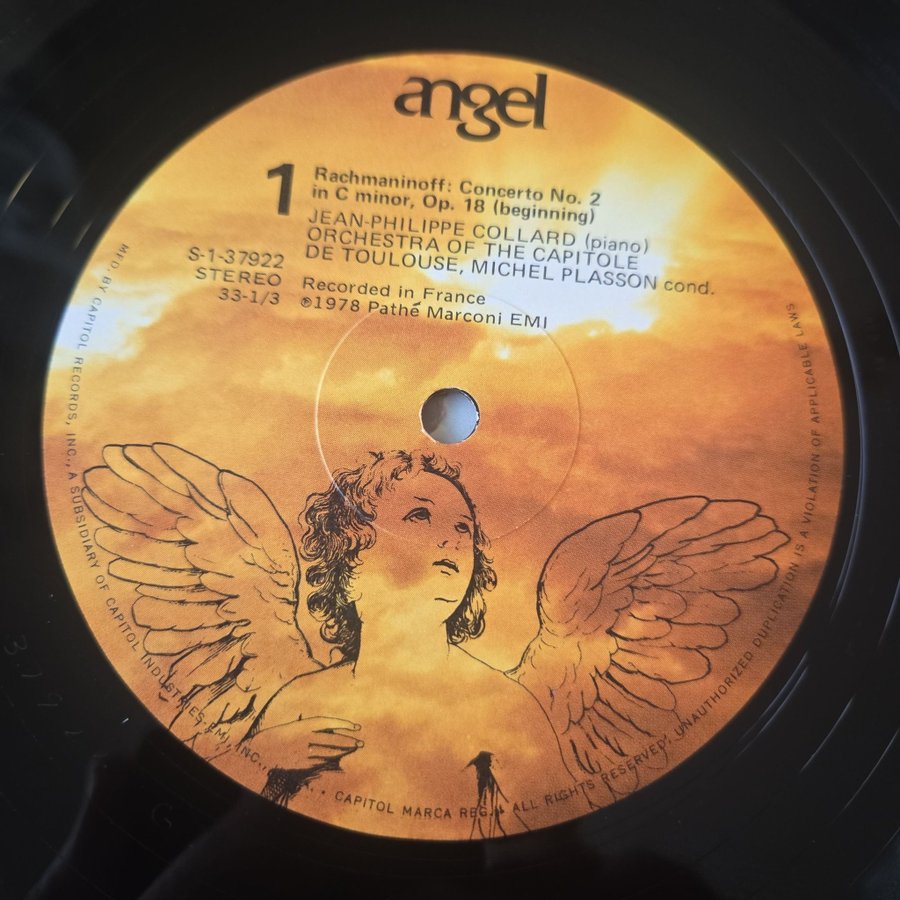 angel
1
Rachmaninoff: Concerto No. 2
in C minor, Op. 18 (beginning)
JEAN-PHILIPPE COLLARD (piano)
ORCHESTRA OF THE CAPITOLE
DE TOULOUSE, MICHEL PLASSON cond.
S-1-37922
STEREO
33-1/3
Recorded in France
℗1978 Pathé Marconi EMI
MFD. BY CAPITOL RECORDS, INC., A SUBSIDIARY OF CAPITOL INDUSTRIES-EMI, INC., • CAPITOL MARCA REG. • ALL RIGHTS RESERVED. UNAUTHORIZED DUPLICATION IS A VIOLATION OF APPLICABLE LAWS